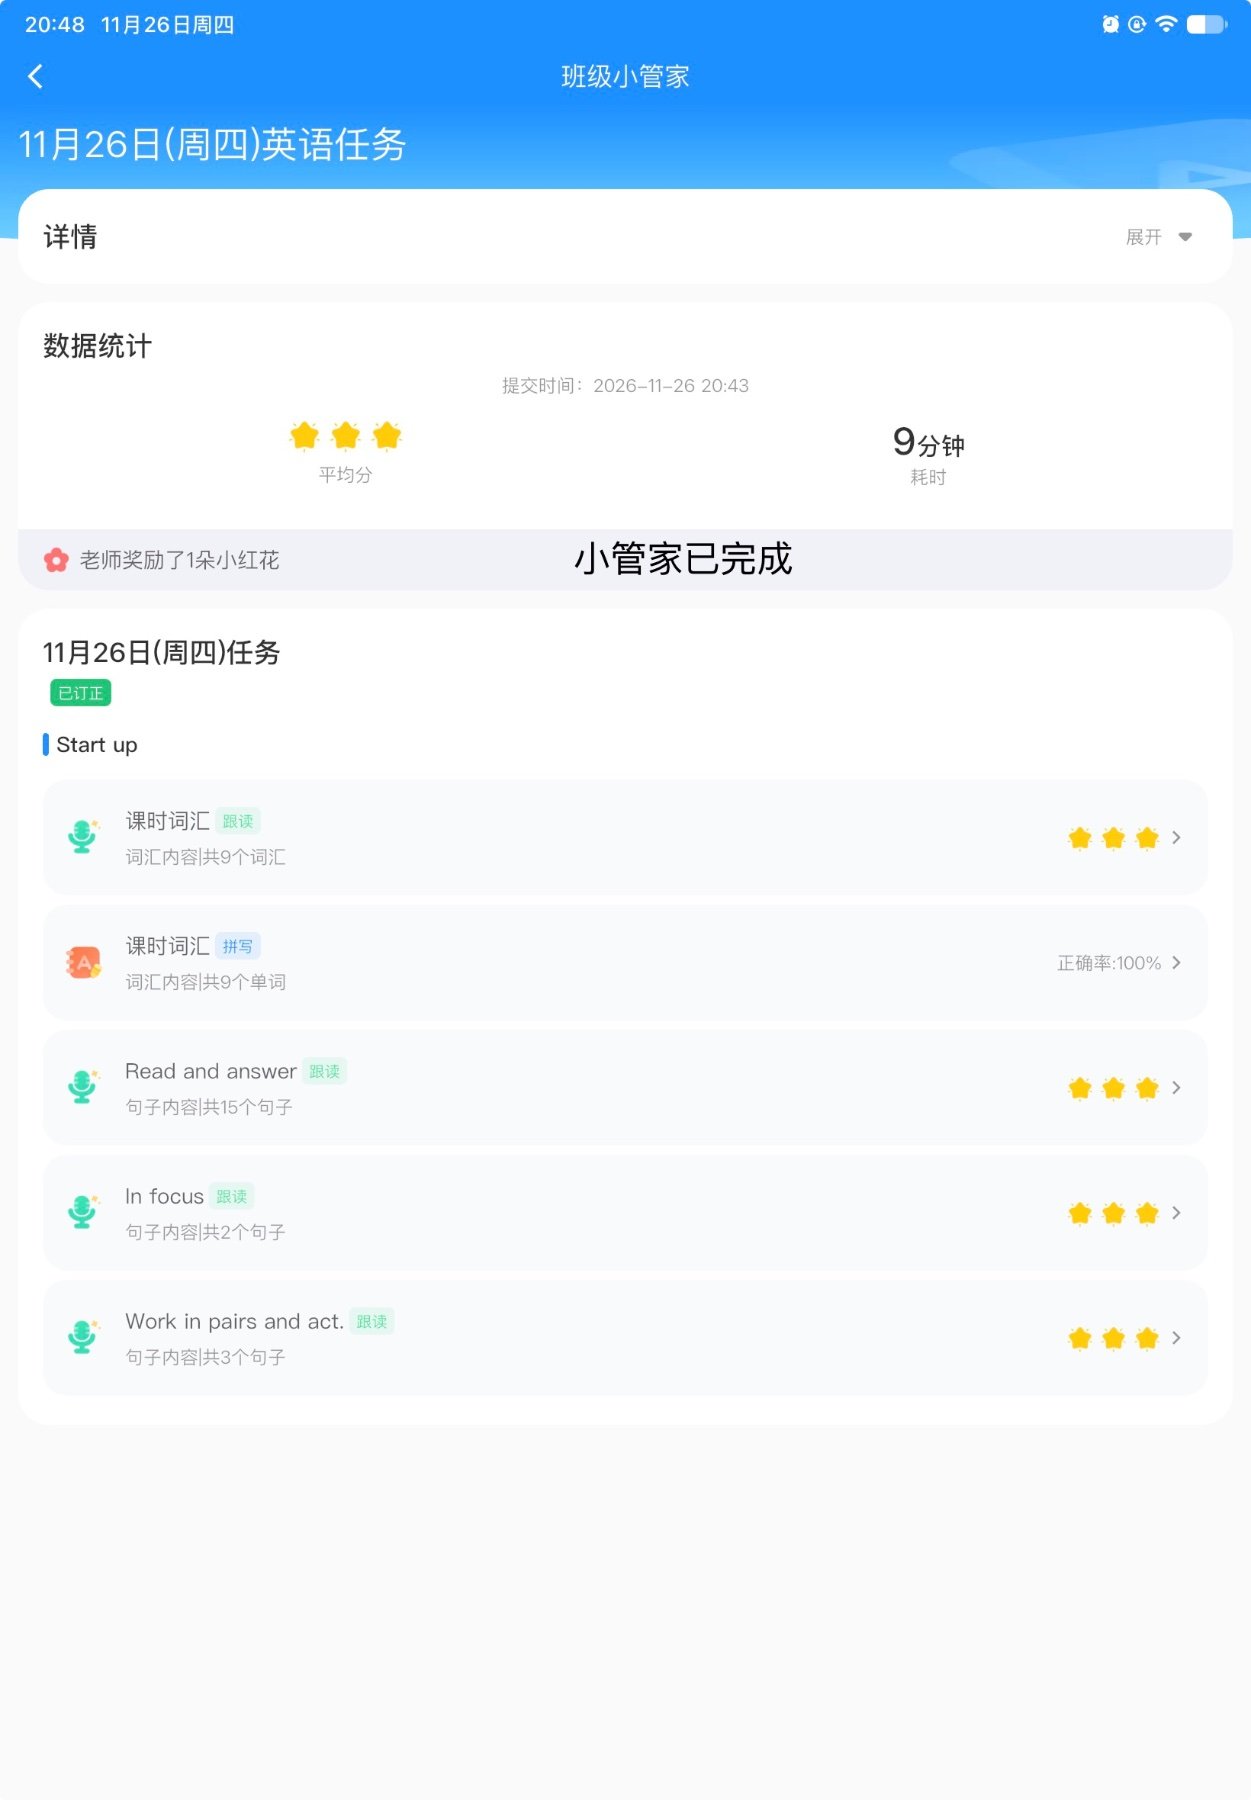 20:48 11月26日周四
班级小管家
11月26日(周四)英语任务
详情
展开
数据统计
提交时间：2026-11-26 20:43
平均分
9分钟
耗时
老师奖励了1朵小红花
小管家已完成
11月26日(周四)任务
已订正
Start up
课时词汇 跟读
词汇内容|共9个词汇
课时词汇 拼写
词汇内容|共9个单词
正确率:100%
Read and answer 跟读
句子内容|共15个句子
In focus 跟读
句子内容|共2个句子
Work in pairs and act. 跟读
句子内容|共3个句子